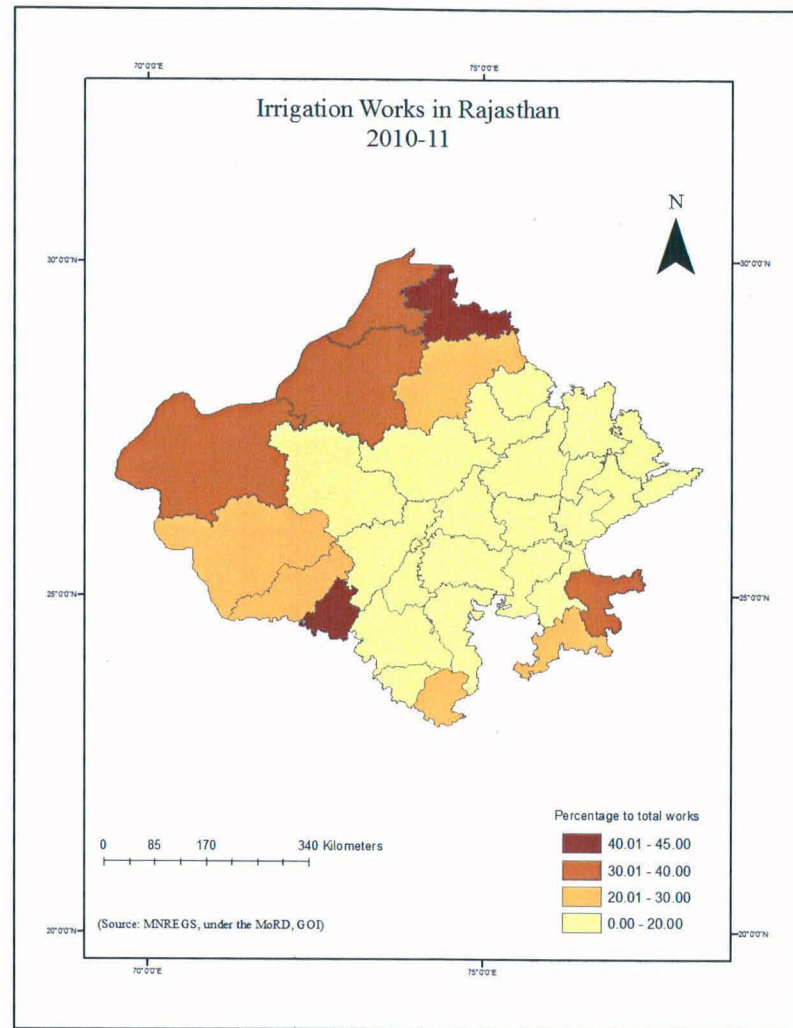 70°0'0"E 75°0'0"E
Irrigation Works in Rajasthan
2010-11
N
30°0'0"N 30°0'0"N
25°0'0"N 25°0'0"N
Percentage to total works
40.01 - 45.00
30.01 - 40.00
20.01 - 30.00
0.00 - 20.00
0 85 170 340 Kilometers
(Source: MNREGS, under the MoRD, GOI)
20°0'0"N 20°0'0"N
70°0'0"E 75°0'0"E